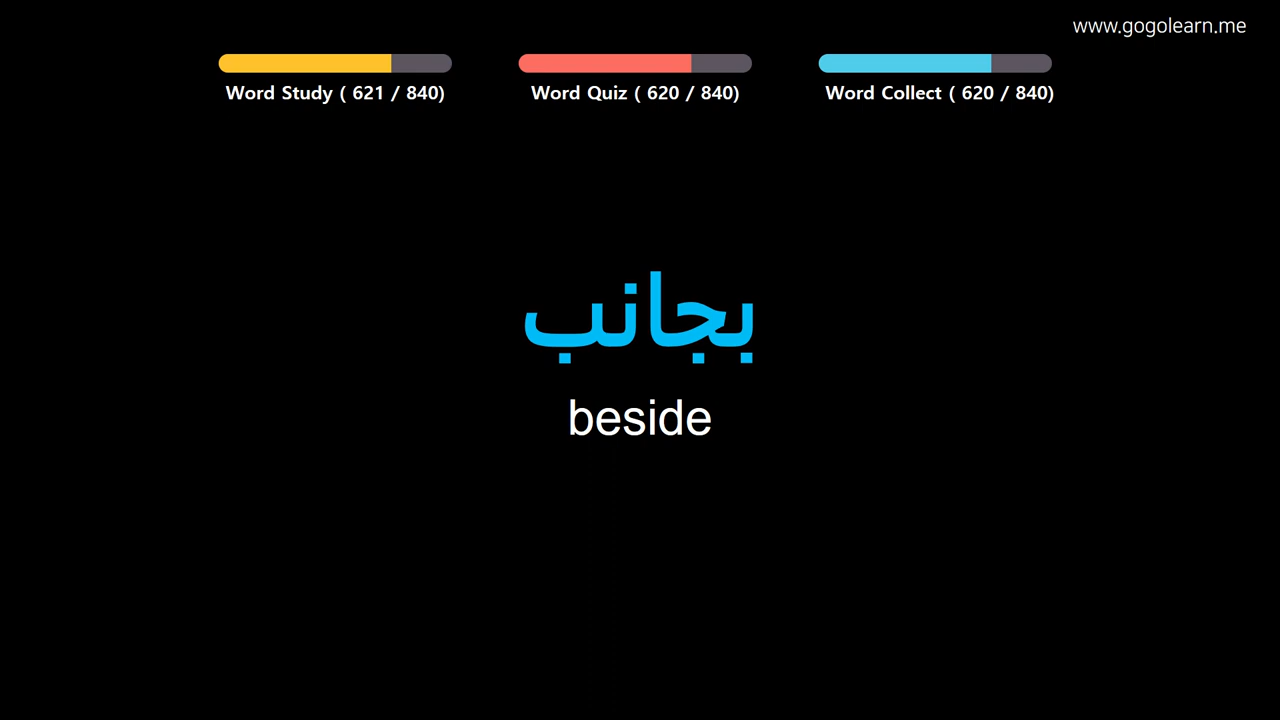 www.gogolearn.me
Word Study ( 621 / 840)
Word Quiz ( 620 / 840)
Word Collect ( 620 / 840)
بجانب
beside